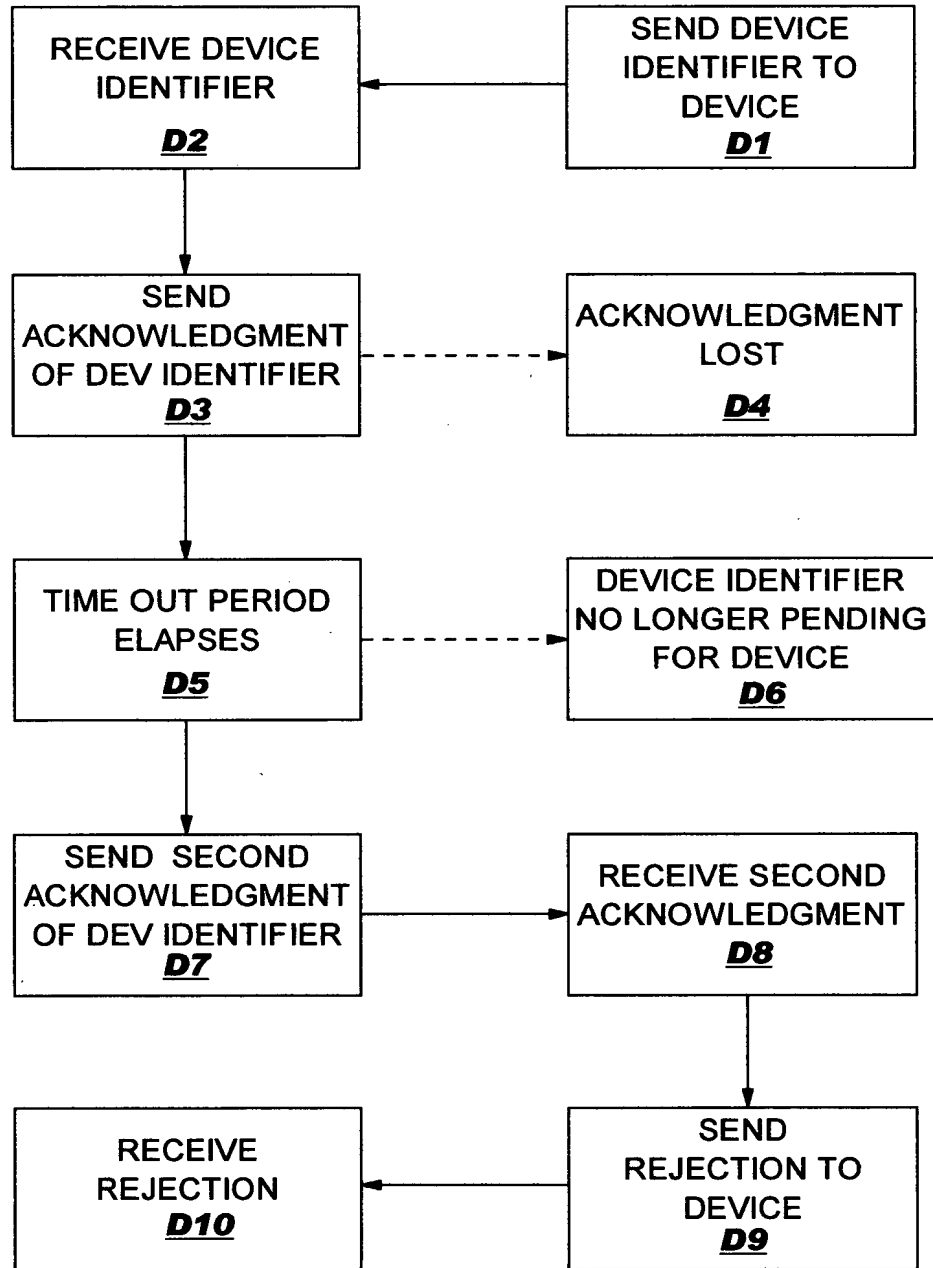 RECEIVE DEVICE
IDENTIFIER
D2
SEND DEVICE
IDENTIFIER TO
DEVICE
D1
SEND
ACKNOWLEDGMENT
OF DEV IDENTIFIER
D3
ACKNOWLEDGMENT
LOST
D4
TIME OUT PERIOD
ELAPSES
D5
DEVICE IDENTIFIER
NO LONGER PENDING
FOR DEVICE
D6
SEND SECOND
ACKNOWLEDGMENT
OF DEV IDENTIFIER
D7
RECEIVE SECOND
ACKNOWLEDGMENT
D8
RECEIVE
REJECTION
D10
SEND
REJECTION TO
DEVICE
D9